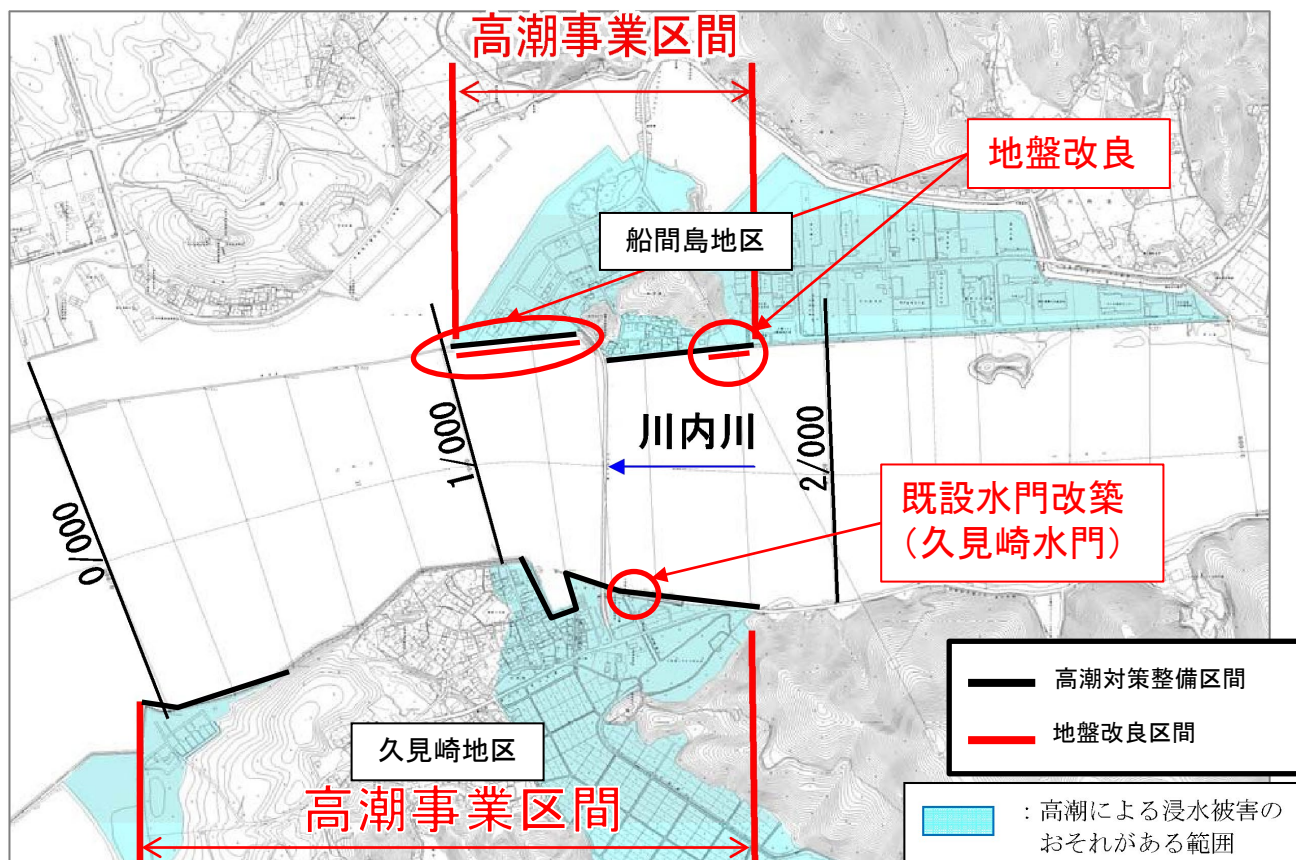 高潮事業区間
地盤改良
船間島地区
川内川
0/000
1/000
2/000
既設水門改築
（久見崎水門）
久見崎地区
高潮事業区間
高潮対策整備区間
地盤改良区間
：高潮による浸水被害の
おそれがある範囲